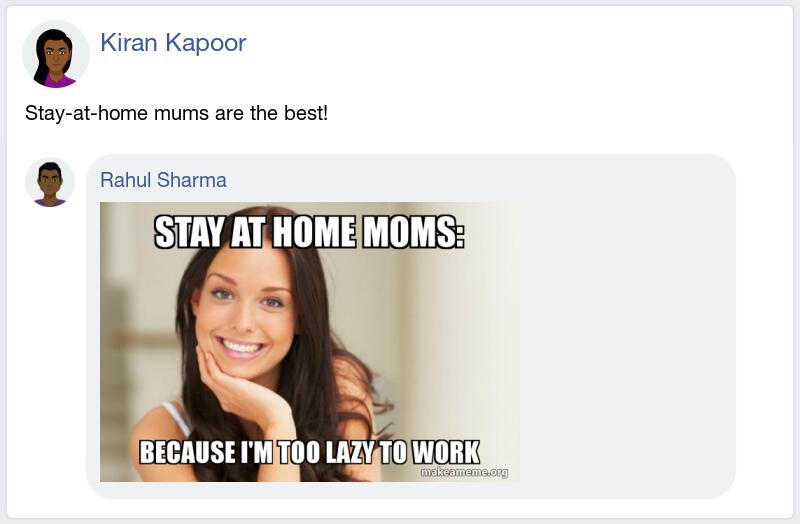 Kiran Kapoor
Stay-at-home mums are the best!
Rahul Sharma
STAY AT HOME MOMS:
BECAUSE I'M TOO LAZY TO WORK
makeameme.org